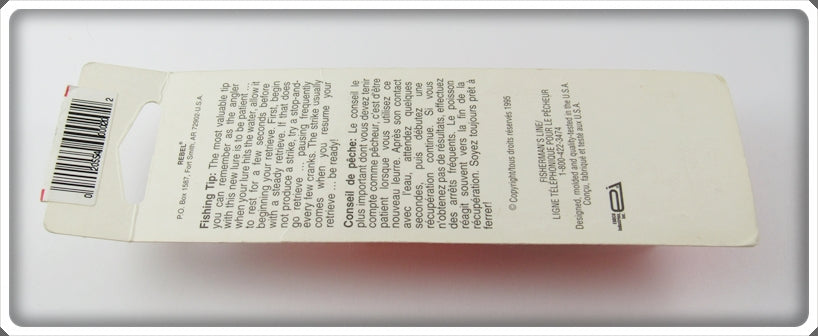 REBEL®
P.O. Box 1587, Fort Smith, AR 72902-U.S.A.
Fishing Tip: The most valuable tip
you can remember as the angler
with this new lure is to be patient ...
when your lure hits the water, allow it
to rest for a few seconds before
beginning your retrieve. First, begin
with a steady retrieve. If that does
not produce a strike, try a stop-and-
go retrieve ... pausing frequently
every few cranks. The strike usually
comes when you resume your
retrieve ... be ready!
Conseil de pêche: Le conseil le
plus important dont vous devez tenir
compte comme pêcheur, c'est d'être
patient lorsque vous utilisez ce
nouveau leurre. Après son contact
avec l'eau, attendez quelques
secondes, puis débutez une
récupération continue. Si vous
n'obtenez pas de résultats, effectuez
des arrêts fréquents. Le poisson
réagit souvent vers la fin de la
récupération. Soyez toujours prêt à
ferrer!
© Copyright/tous droits réservés 1995
FISHERMAN'S LINE/
LIGNE TÉLÉPHONIQUE POUR LE PÊCHEUR
1-800-422-3474
Designed, molded and quality-tested in the U.S.A.
Conçu, fabriqué et testé aux U.S.A.